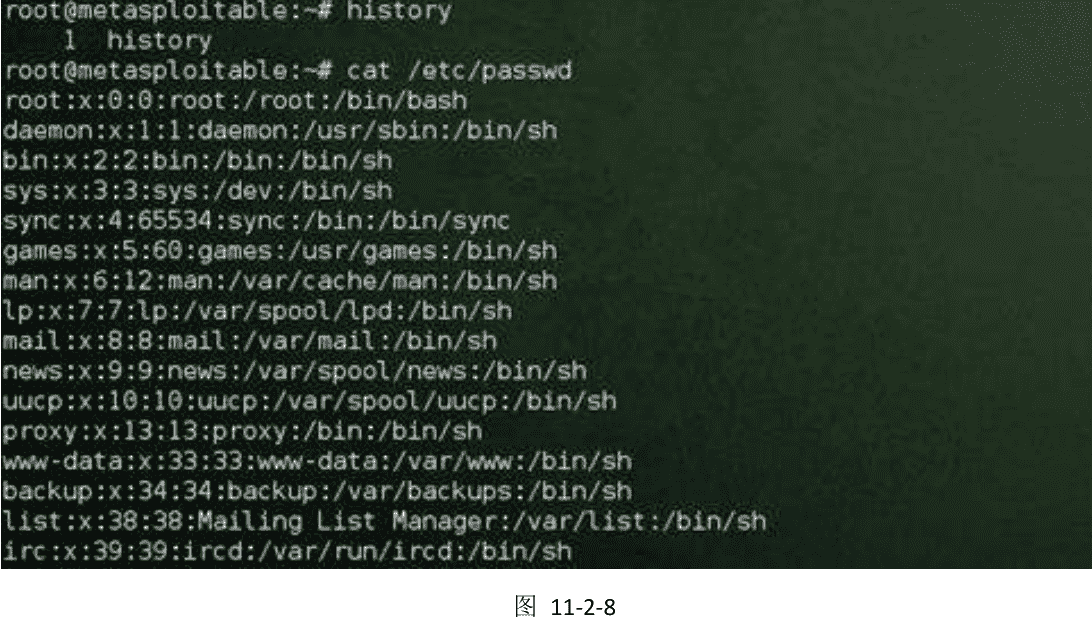 root@metasploitable:~# history
1 history
root@metasploitable:~# cat /etc/passwd
root:x:0:0:root:/root:/bin/bash
daemon:x:1:1:daemon:/usr/sbin:/bin/sh
bin:x:2:2:bin:/bin:/bin/sh
sys:x:3:3:sys:/dev:/bin/sh
sync:x:4:65534:sync:/bin:/bin/sync
games:x:5:60:games:/usr/games:/bin/sh
man:x:6:12:man:/var/cache/man:/bin/sh
lp:x:7:7:lp:/var/spool/lpd:/bin/sh
mail:x:8:8:mail:/var/mail:/bin/sh
news:x:9:9:news:/var/spool/news:/bin/sh
uucp:x:10:10:uucp:/var/spool/uucp:/bin/sh
proxy:x:13:13:proxy:/bin:/bin/sh
www-data:x:33:33:www-data:/var/www:/bin/sh
backup:x:34:34:backup:/var/backups:/bin/sh
list:x:38:38:Mailing List Manager:/var/list:/bin/sh
irc:x:39:39:ircd:/var/run/ircd:/bin/sh
图 11-2-8